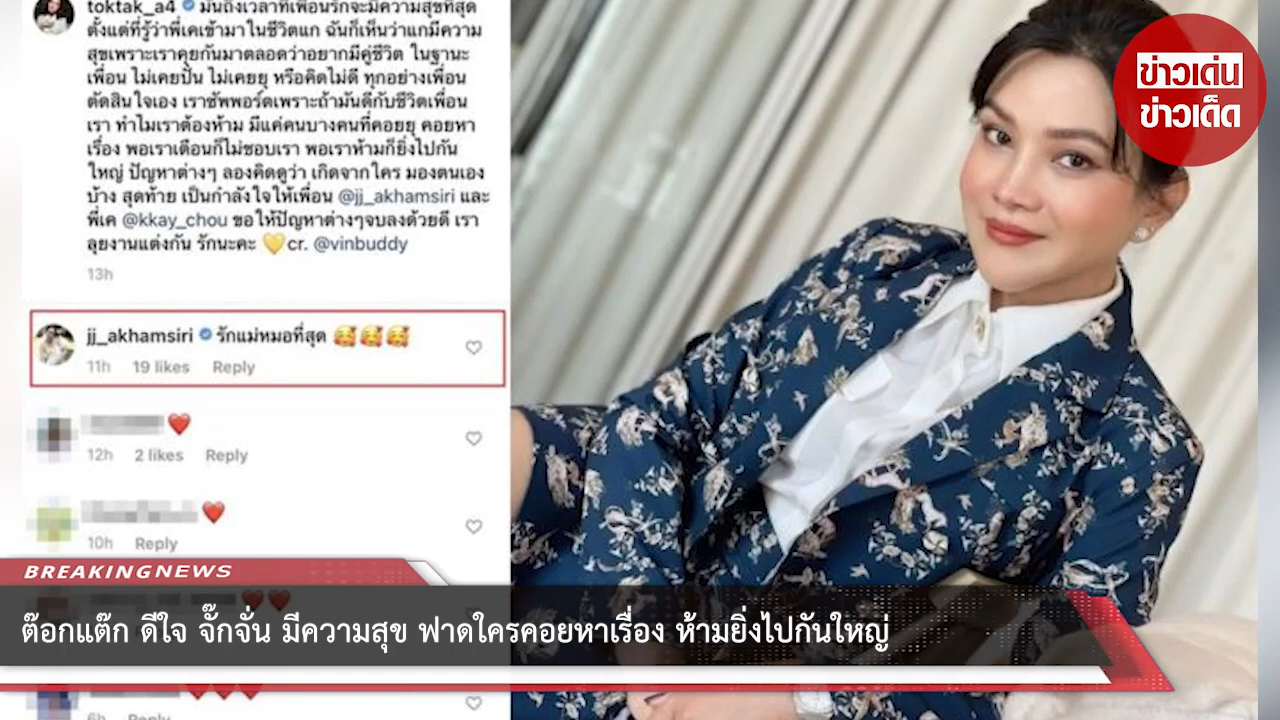 toktak_a4 มันถึงเวลาที่เพื่อนรักจะมีความสุขที่สุด
ตั้งแต่ที่รู้ว่าพี่เคเข้ามาในชีวิตแก ฉันก็เห็นว่าแกมีความ
สุขเพราะเราคุยกันมาตลอดว่าอยากมีคู่ชีวิต ในฐานะ
เพื่อน ไม่เคยปั่น ไม่เคยยุ หรือคิดไม่ดี ทุกอย่างเพื่อน
ตัดสินใจเอง เราซัพพอร์ตเพราะถ้ามันดีกับชีวิตเพื่อน
เรา ทำไมเราต้องห้าม มีแค่คนบางคนที่คอยยุ คอยหา
เรื่อง พอเราเตือนก็ไม่ชอบเรา พอเราห้ามก็ยิ่งไปกัน
ใหญ่ ปัญหาต่างๆ ลองคิดดูว่า เกิดจากใคร มองตนเอง
บ้าง สุดท้าย เป็นกำลังใจให้เพื่อน @jj_akhamsiri และ
พี่เค @kkay_chou ขอให้ปัญหาต่างๆจบลงด้วยดี เรา
ลุยงานแต่งกัน รักนะคะ 💛cr. @vinbuddy
13h
jj_akhamsiri รักแม่หมอที่สุด 🥰🥰🥰
11h 19 likes Reply
❤️
12h 2 likes Reply
❤️
10h Reply
ข่าวเด่น
ข่าวเด็ด
BREAKINGNEWS
ต๊อกแต๊ก ดีใจ จั๊กจั่น มีความสุข ฟาดใครคอยหาเรื่อง ห้ามยิ่งไปกันใหญ่
6h Reply